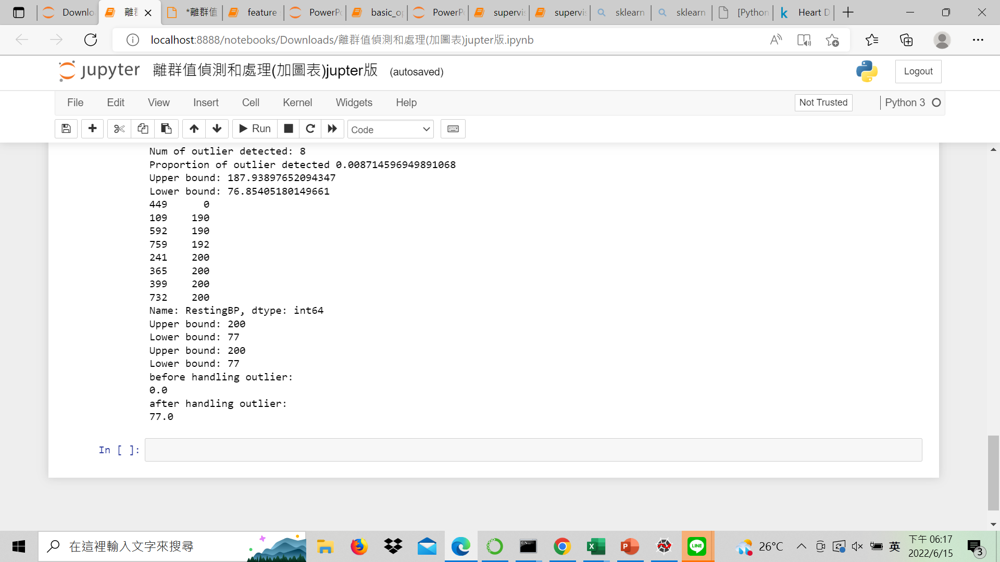 Downlo
離群
*離群值
feature
PowerPo
basic_op
PowerPo
supervis
supervis
sklearn
sklearn
[Python
Heart D
localhost:8888/notebooks/Downloads/離群值偵測和處理(加圖表)jupter版.ipynb
jupyter 離群值偵測和處理(加圖表)jupter版 (autosaved)
Logout
File Edit View Insert Cell Kernel Widgets Help
Not Trusted
Python 3
Run
Code
Num of outlier detected: 8
Proportion of outlier detected 0.008714596949891068
Upper bound: 187.93897652094347
Lower bound: 76.85405180149661
449 0
109 190
592 190
759 192
241 200
365 200
399 200
732 200
Name: RestingBP, dtype: int64
Upper bound: 200
Lower bound: 77
Upper bound: 200
Lower bound: 77
before handling outlier:
0.0
after handling outlier:
77.0
In [ ]:
在這裡輸入文字來搜尋
LINE
26°C
英
下午 06:17
2022/6/15
3